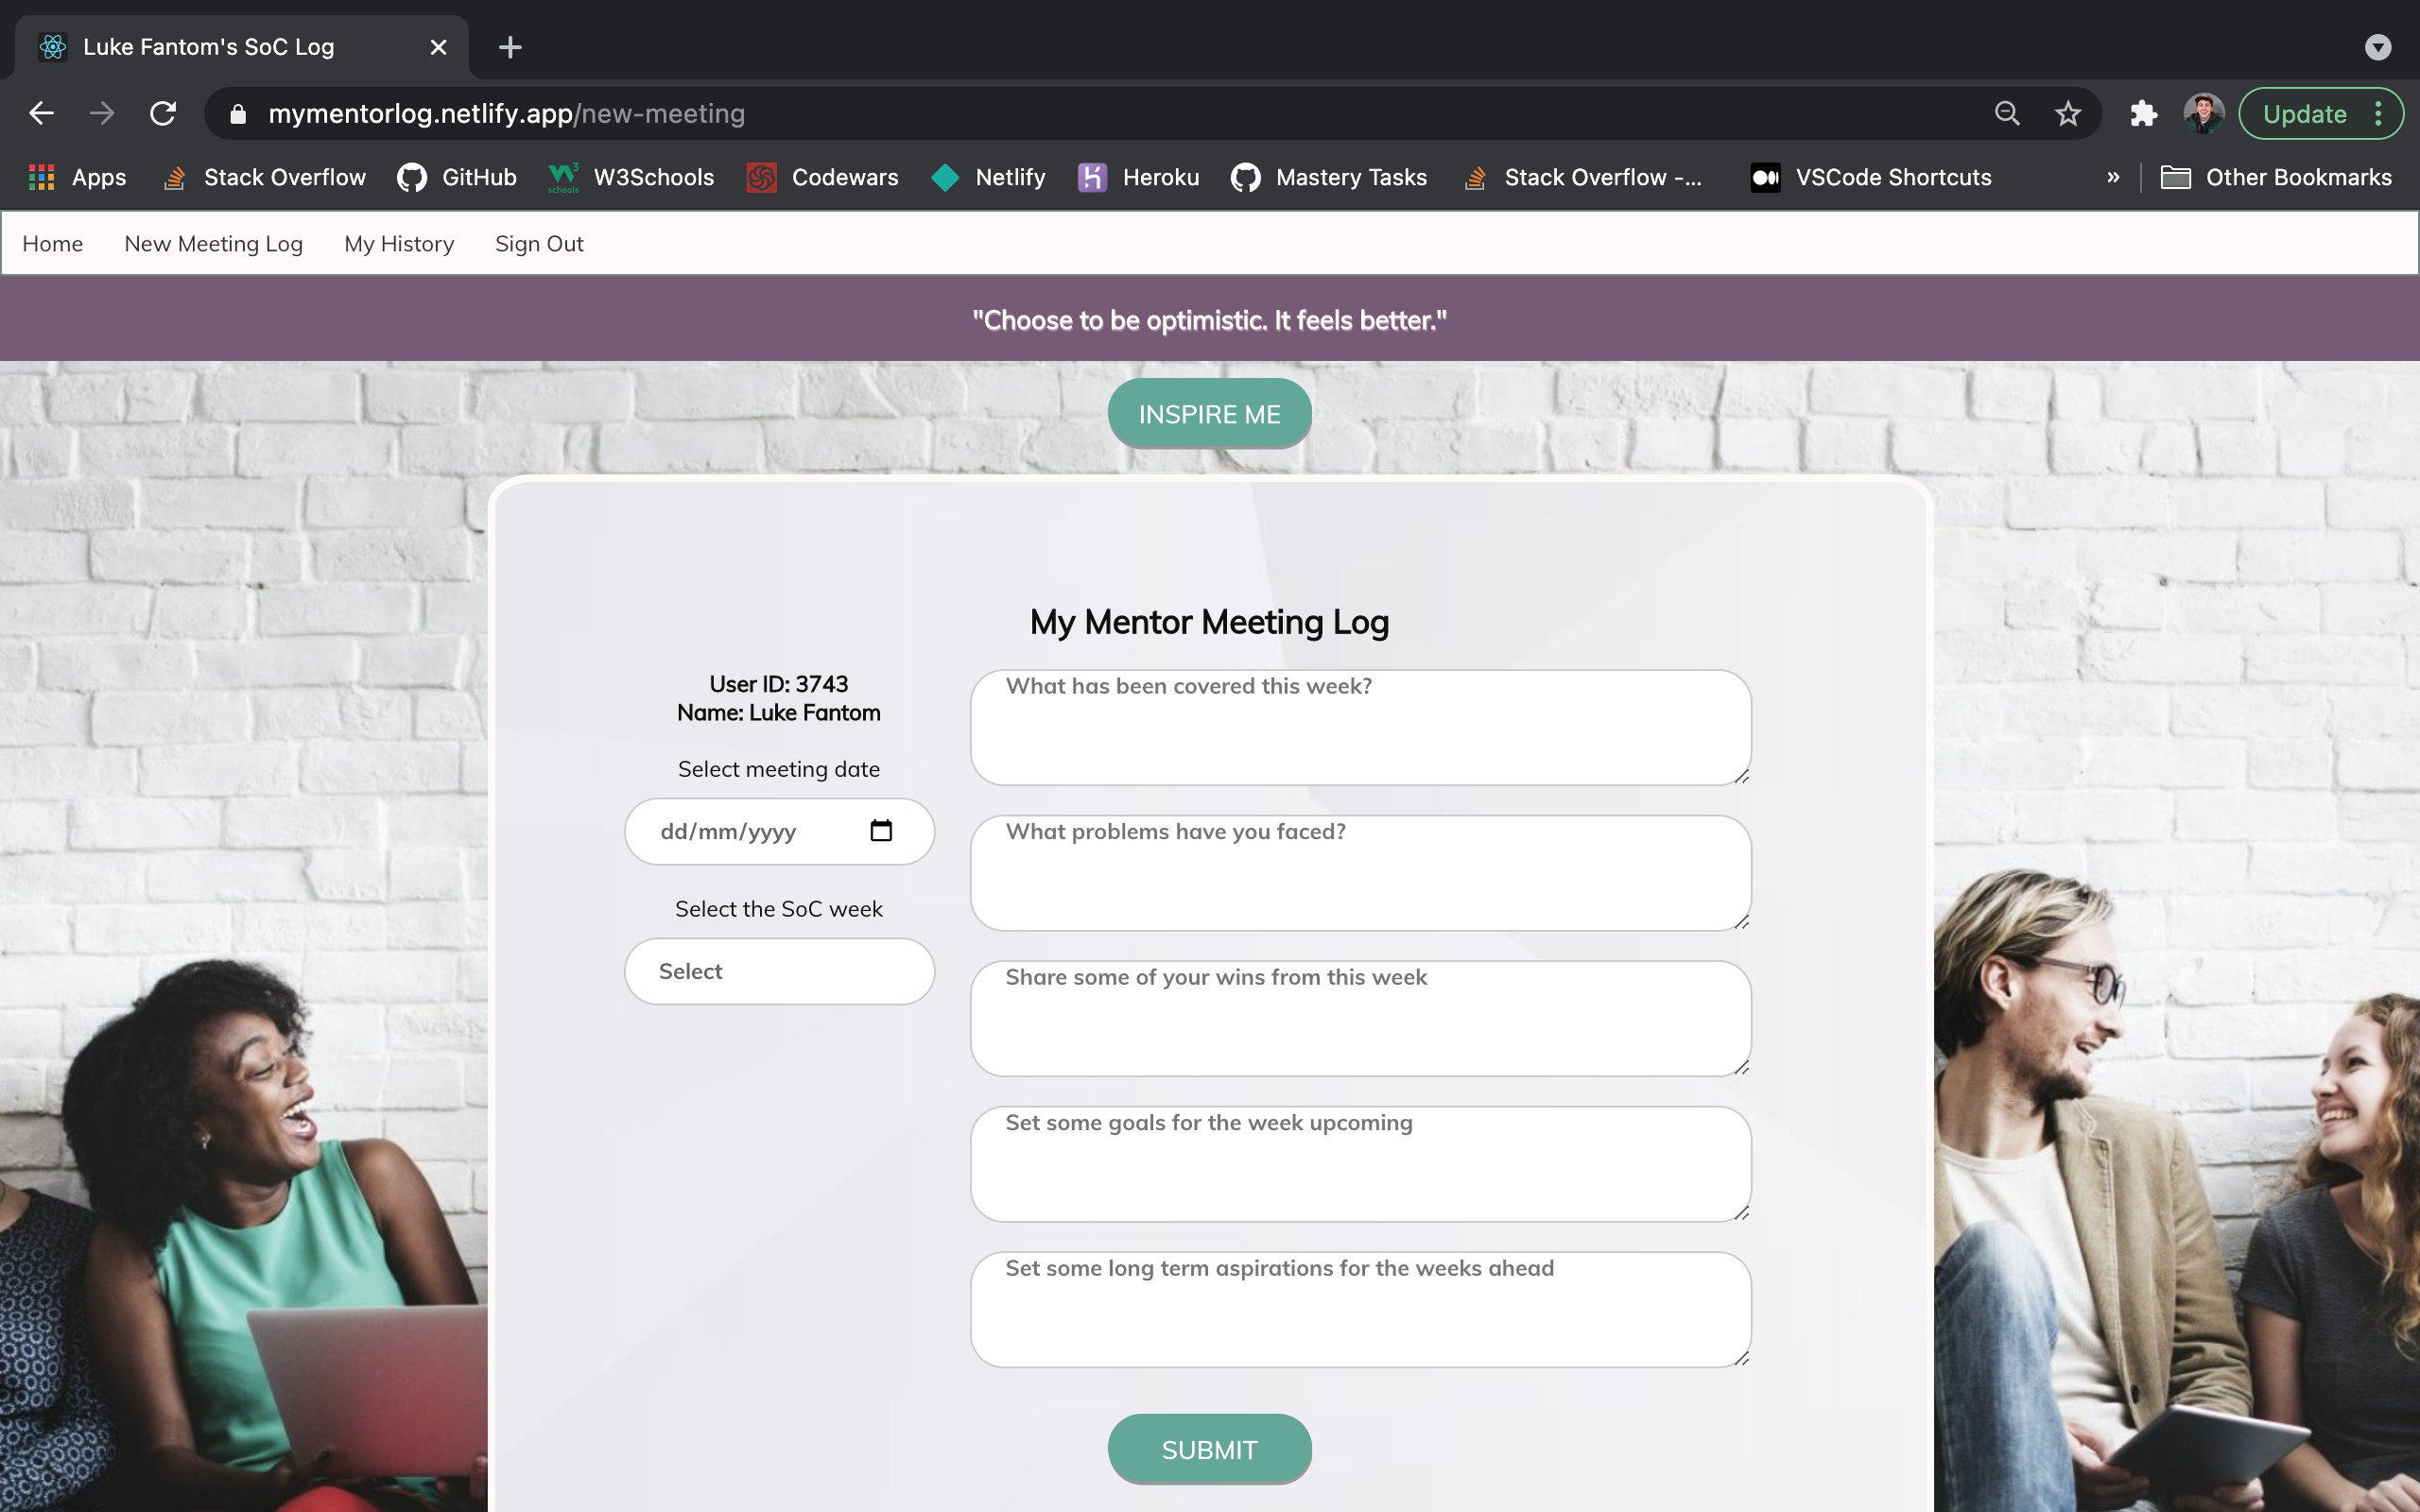 Luke Fantom's SoC Log
mymentorlog.netlify.app/new-meeting
Update
Apps
Stack Overflow
GitHub
W3 schools
W3Schools
Codewars
Netlify
Heroku
Mastery Tasks
Stack Overflow -...
VSCode Shortcuts
»
Other Bookmarks
Home
New Meeting Log
My History
Sign Out
"Choose to be optimistic. It feels better."
INSPIRE ME
My Mentor Meeting Log
User ID: 3743
Name: Luke Fantom
Select meeting date
dd/mm/yyyy
Select the SoC week
Select
What has been covered this week?
What problems have you faced?
Share some of your wins from this week
Set some goals for the week upcoming
Set some long term aspirations for the weeks ahead
SUBMIT